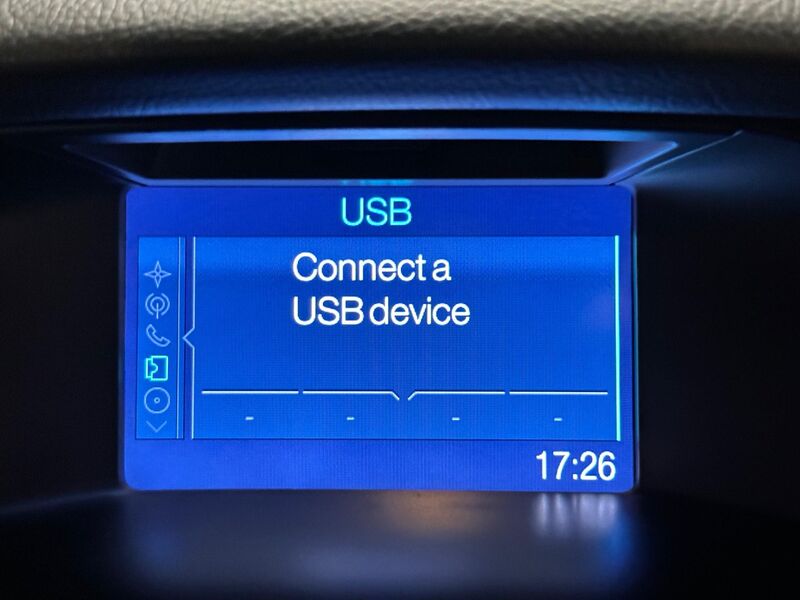 USB
Connect a
USB device
- - - -
17:26